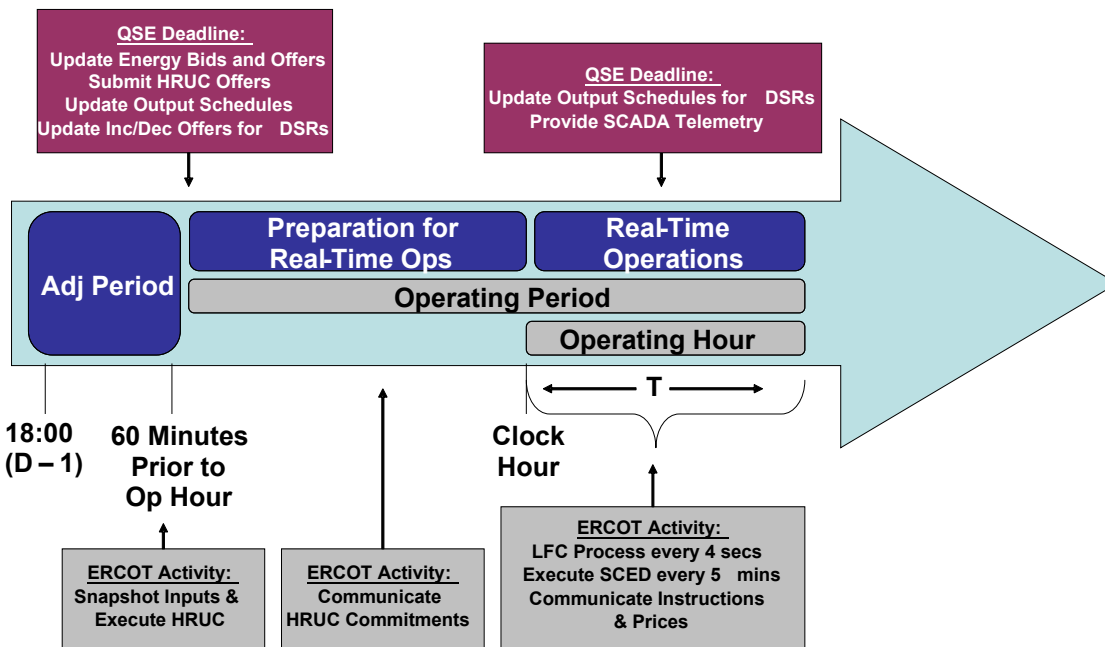 QSE Deadline:
Update Energy Bids and Offers
Submit HRUC Offers
Update Output Schedules
Update Inc/Dec Offers for DSRs
QSE Deadline:
Update Output Schedules for DSRs
Provide SCADA Telemetry
Adj Period
Preparation for
Real-Time Ops
Real-Time
Operations
Operating Period
Operating Hour
T
18:00
(D – 1)
60 Minutes
Prior to
Op Hour
Clock
Hour
ERCOT Activity:
Snapshot Inputs &
Execute HRUC
ERCOT Activity:
Communicate
HRUC Commitments
ERCOT Activity:
LFC Process every 4 secs
Execute SCED every 5 mins
Communicate Instructions
& Prices